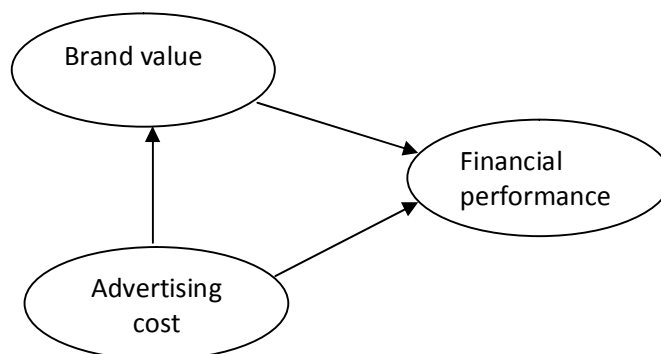 Brand value
Financial
performance
Advertising
cost